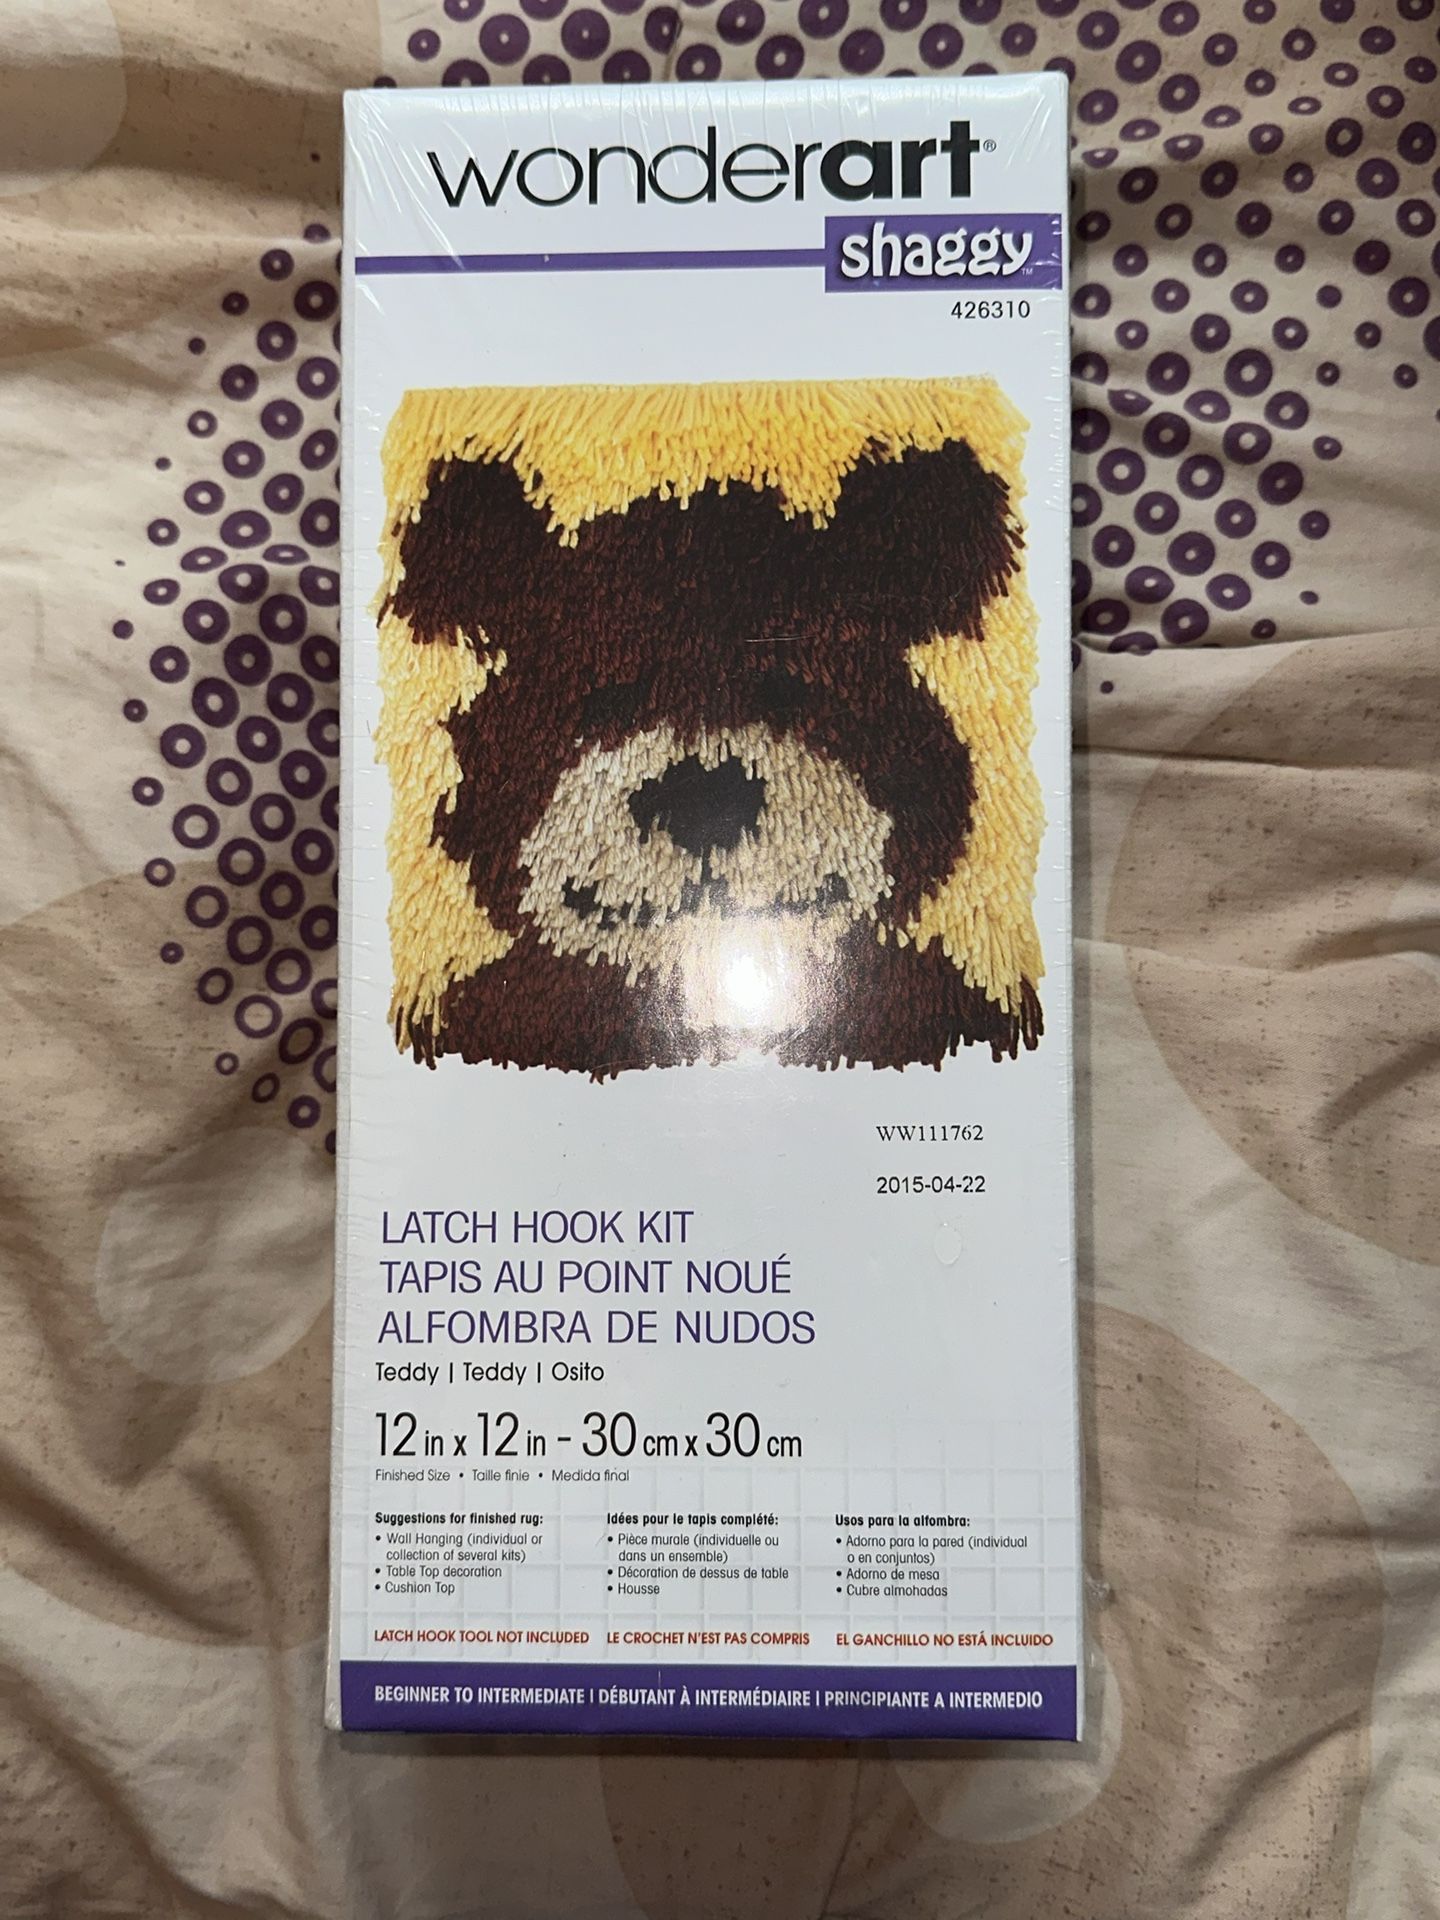 wonderart®
shaggy™
426310
WW111762
2015-04-22
LATCH HOOK KIT
TAPIS AU POINT NOUÉ
ALFOMBRA DE NUDOS
Teddy | Teddy | Osito
12 in x 12 in - 30 cm x 30 cm
Finished Size • Taille finie • Medida final
Suggestions for finished rug:
• Wall Hanging (individual or
collection of several kits)
• Table Top decoration
• Cushion Top
Idées pour le tapis complété:
• Pièce murale (individuelle ou
dans un ensemble)
• Décoration de dessus de table
• Housse
Usos para la alfombra:
• Adorno para la pared (individual
o en conjuntos)
• Adorno de mesa
• Cubre almohadas
LATCH HOOK TOOL NOT INCLUDED LE CROCHET N'EST PAS COMPRIS EL GANCHILLO NO ESTÁ INCLUIDO
BEGINNER TO INTERMEDIATE | DÉBUTANT À INTERMÉDIAIRE | PRINCIPIANTE A INTERMEDIO